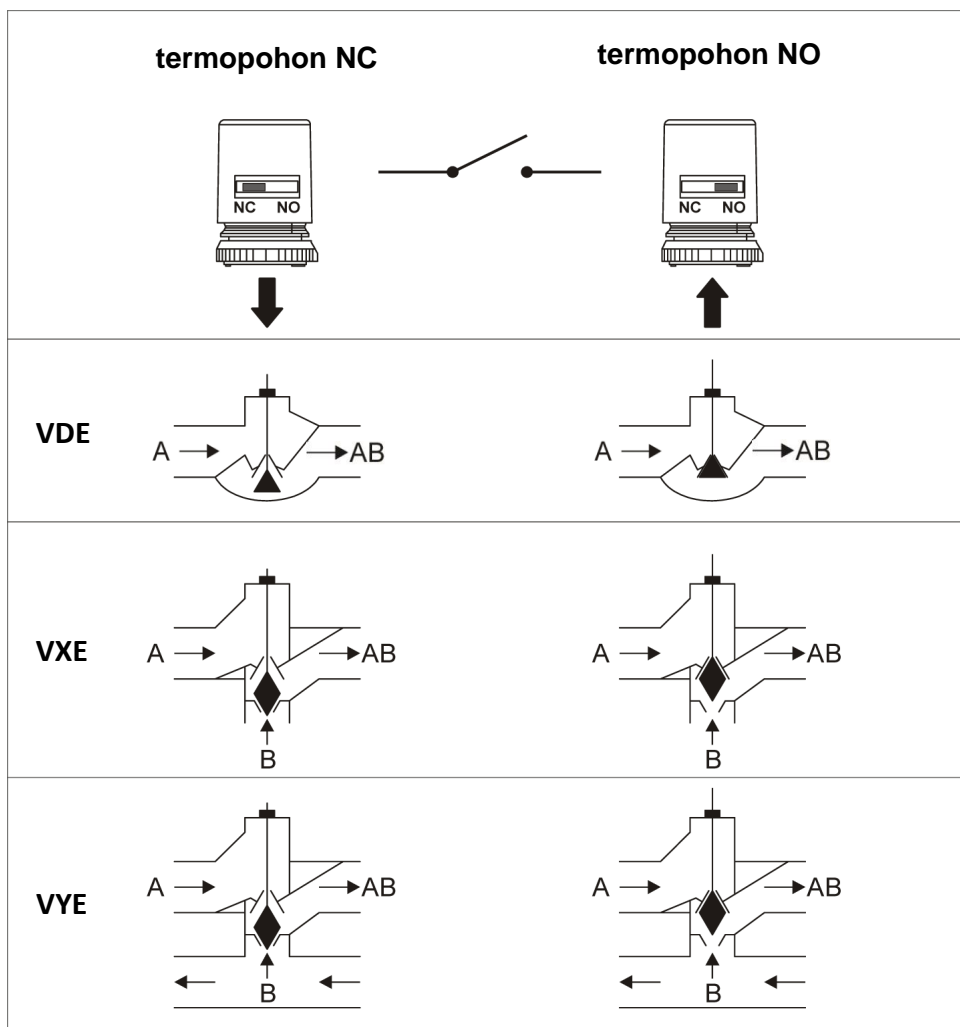 termopohon NC termopohon NO
NC NO NC NO
VDE A AB A AB
VXE A AB A AB
B B
VYE A AB A AB
B B